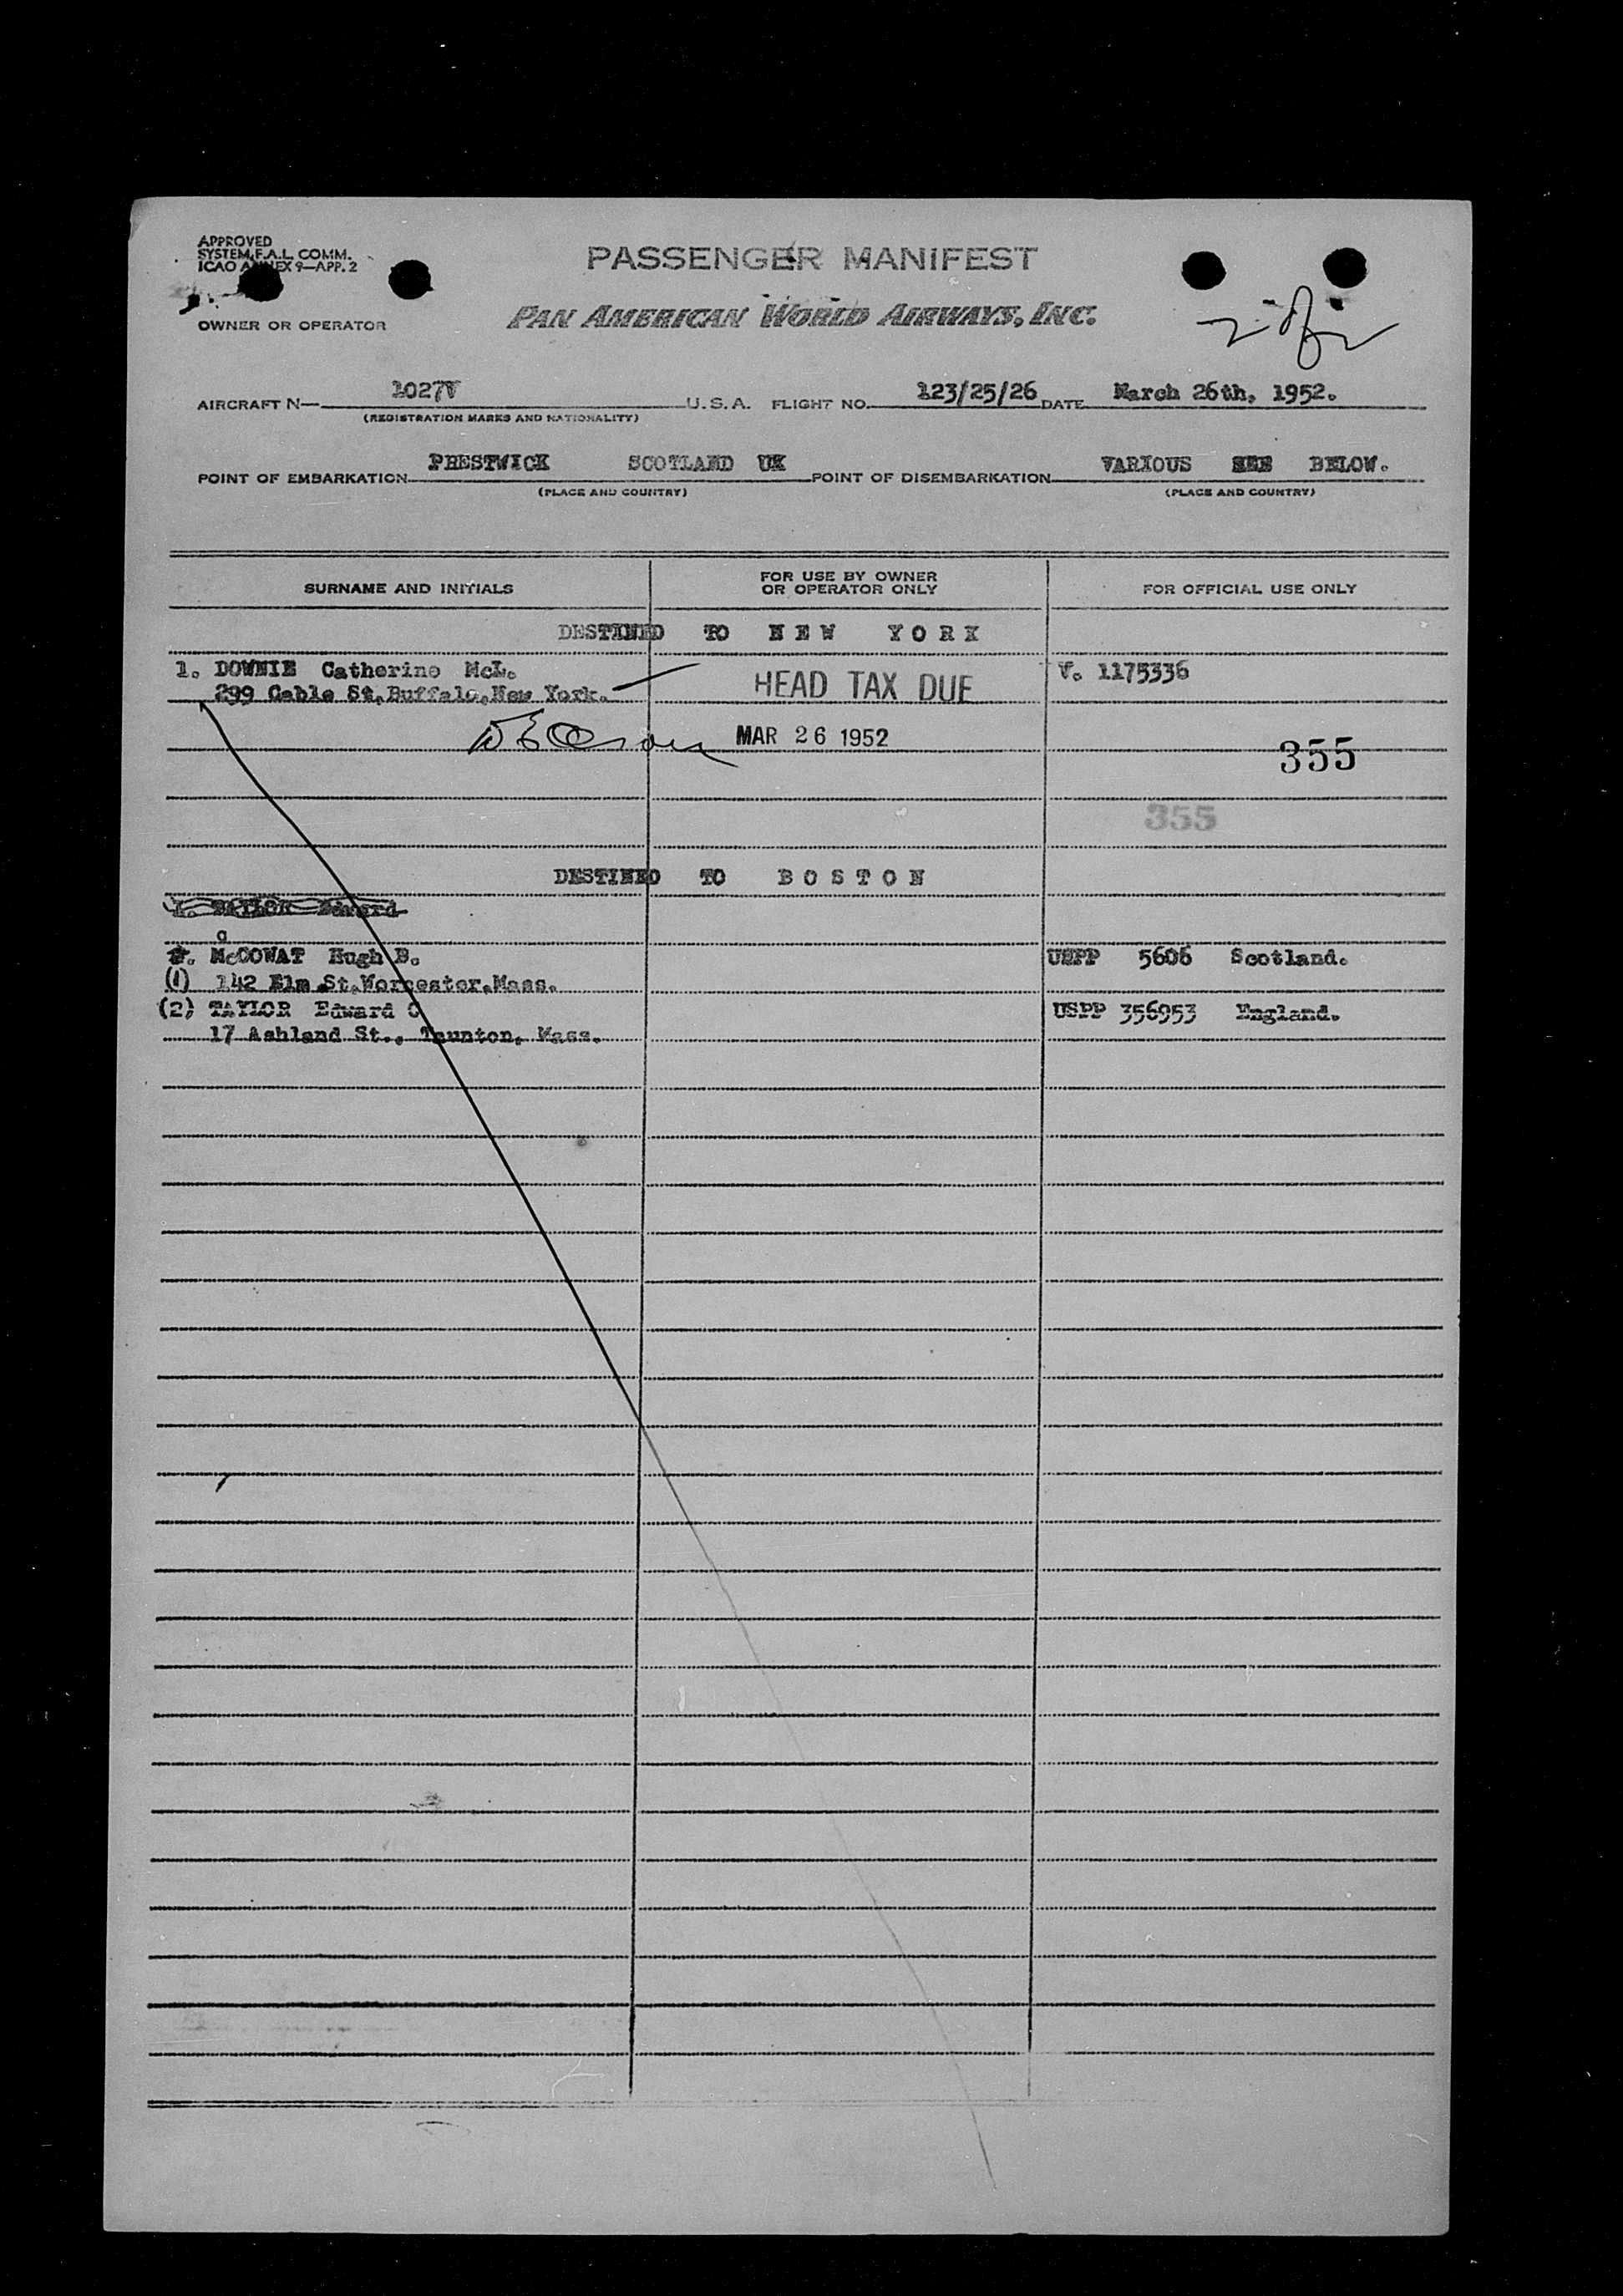 APPROVED
SYSTEM, F.A.L. COMM.
ICAO ANNEX 9—APP. 2
PASSENGER MANIFEST
OWNER OR OPERATOR PAN AMERICAN WORLD AIRWAYS, INC.
AIRCRAFT N— 1027V U.S.A. FLIGHT NO. 123/25/26 DATE March 26th, 1952.
(REGISTRATION MARKS AND NATIONALITY)
POINT OF EMBARKATION PRESTWICK SCOTLAND UK POINT OF DISEMBARKATION VARIOUS SEE BELOW.
(PLACE AND COUNTRY) (PLACE AND COUNTRY)
SURNAME AND INITIALS FOR USE BY OWNER OR OPERATOR ONLY FOR OFFICIAL USE ONLY
DESTINED TO NEW YORK
1. DOWNIE Catherine McL. HEAD TAX DUE V. 1175336
299 Cable St, Buffalo, New York.
MAR 26 1952 355
355
DESTINED TO BOSTON
1. TAYLOR Edward
McCOWAT Hugh B. USPP 5606 Scotland.
a
(1) 142 Elm St, Worcester, Mass.
(2) TAYLOR Edward C USPP 356953 England.
17 Ashland St., Taunton, Mass.